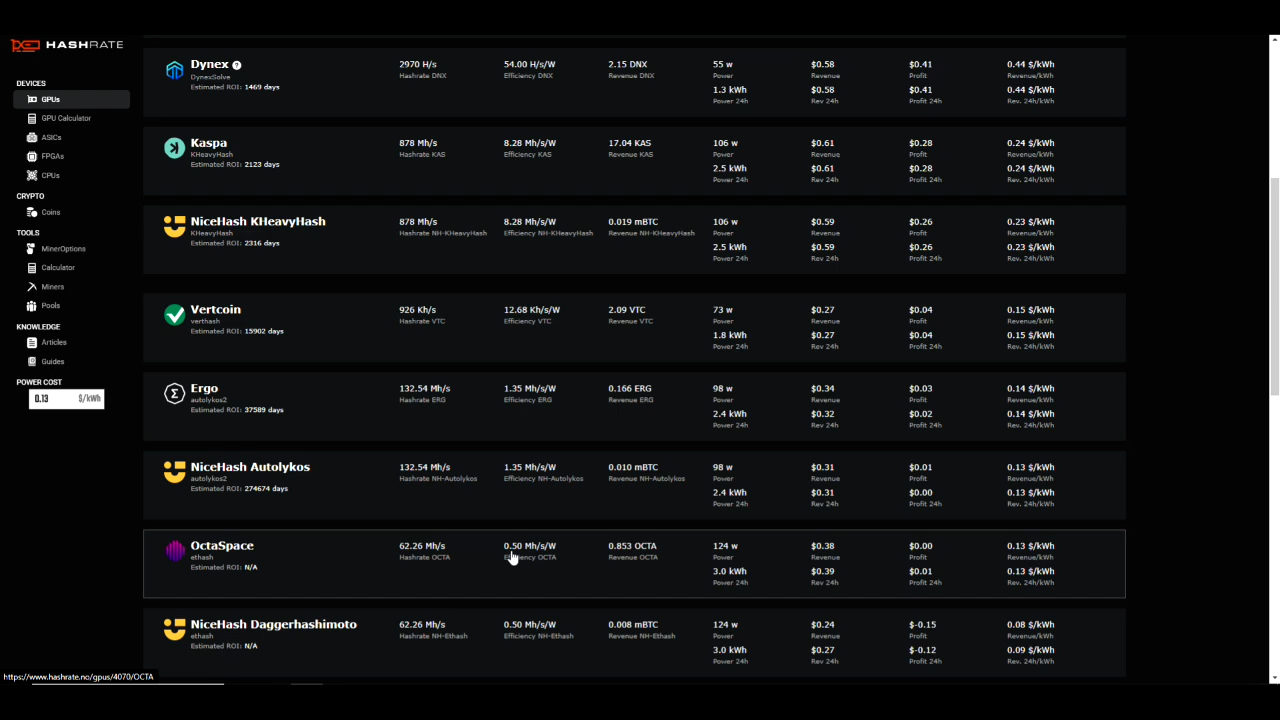 HASHRATE
DEVICES
GPUs
GPU Calculator
ASICs
FPGAs
CPUs
CRYPTO
Coins
TOOLS
MinerOptions
Calculator
Miners
Pools
KNOWLEDGE
Articles
Guides
POWER COST
0.13 $/kWh
Dynex ? 2970 H/s 54.00 H/s/W 2.15 DNX 55 w $0.58 $0.41 0.44 $/kWh
DynexSolve Hashrate DNX Efficiency DNX Revenue DNX Power Revenue Profit Revenue/kWh
Estimated ROI: 1469 days 1.3 kWh $0.58 $0.41 0.44 $/kWh
Power 24h Rev 24h Profit 24h Rev. 24h/kWh
Kaspa 878 Mh/s 8.28 Mh/s/W 17.04 KAS 106 w $0.61 $0.28 0.24 $/kWh
KHeavyHash Hashrate KAS Efficiency KAS Revenue KAS Power Revenue Profit Revenue/kWh
Estimated ROI: 2123 days 2.5 kWh $0.61 $0.28 0.24 $/kWh
Power 24h Rev 24h Profit 24h Rev. 24h/kWh
NiceHash KHeavyHash 878 Mh/s 8.28 Mh/s/W 0.019 mBTC 106 w $0.59 $0.26 0.23 $/kWh
KHeavyHash Hashrate NH-KHeavyHash Efficiency NH-KHeavyHash Revenue NH-KHeavyHash Power Revenue Profit Revenue/kWh
Estimated ROI: 2316 days 2.5 kWh $0.59 $0.26 0.23 $/kWh
Power 24h Rev 24h Profit 24h Rev. 24h/kWh
Vertcoin 926 Kh/s 12.68 Kh/s/W 2.09 VTC 73 w $0.27 $0.04 0.15 $/kWh
verthash Hashrate VTC Efficiency VTC Revenue VTC Power Revenue Profit Revenue/kWh
Estimated ROI: 15902 days 1.8 kWh $0.27 $0.04 0.15 $/kWh
Power 24h Rev 24h Profit 24h Rev. 24h/kWh
Ergo 132.54 Mh/s 1.35 Mh/s/W 0.166 ERG 98 w $0.34 $0.03 0.14 $/kWh
autolykos2 Hashrate ERG Efficiency ERG Revenue ERG Power Revenue Profit Revenue/kWh
Estimated ROI: 37589 days 2.4 kWh $0.32 $0.02 0.14 $/kWh
Power 24h Rev 24h Profit 24h Rev. 24h/kWh
NiceHash Autolykos 132.54 Mh/s 1.35 Mh/s/W 0.010 mBTC 98 w $0.31 $0.01 0.13 $/kWh
autolykos2 Hashrate NH-Autolykos Efficiency NH-Autolykos Revenue NH-Autolykos Power Revenue Profit Revenue/kWh
Estimated ROI: 274674 days 2.4 kWh $0.31 $0.00 0.13 $/kWh
Power 24h Rev 24h Profit 24h Rev. 24h/kWh
OctaSpace 62.26 Mh/s 0.50 Mh/s/W 0.853 OCTA 124 w $0.38 $0.00 0.13 $/kWh
ethash Hashrate OCTA Efficiency OCTA Revenue OCTA Power Revenue Profit Revenue/kWh
Estimated ROI: N/A 3.0 kWh $0.39 $0.01 0.13 $/kWh
Power 24h Rev 24h Profit 24h Rev. 24h/kWh
NiceHash Daggerhashimoto 62.26 Mh/s 0.50 Mh/s/W 0.008 mBTC 124 w $0.24 $-0.15 0.08 $/kWh
ethash Hashrate NH-Ethash Efficiency NH-Ethash Revenue NH-Ethash Power Revenue Profit Revenue/kWh
Estimated ROI: N/A 3.0 kWh $0.27 $-0.12 0.09 $/kWh
Power 24h Rev 24h Profit 24h Rev. 24h/kWh
https://www.hashrate.no/gpus/4070/OCTA